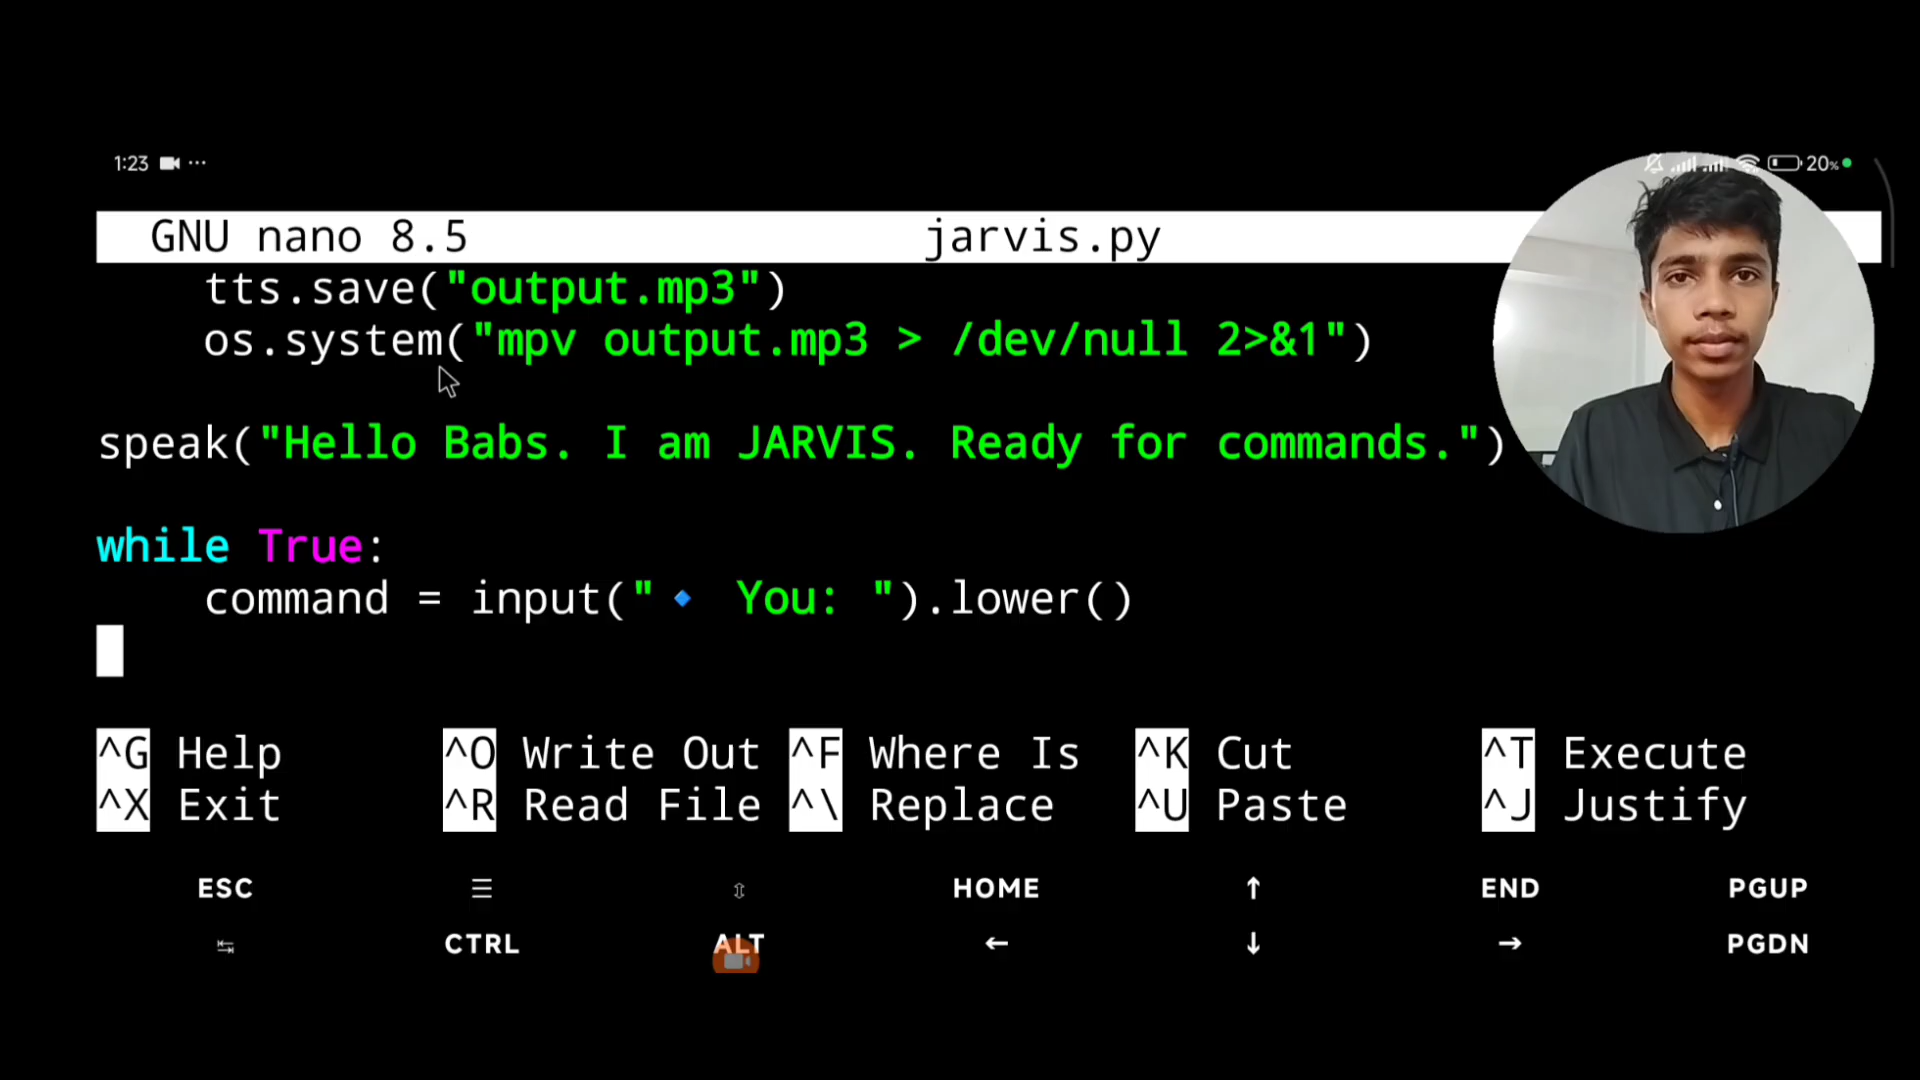 1:23 ... 20%
GNU nano 8.5 jarvis.py
tts.save("output.mp3")
os.system("mpv output.mp3 > /dev/null 2>&1")
speak("Hello Babs. I am JARVIS. Ready for commands.")
while True:
command = input("🔹 You: ").lower()
^G Help ^O Write Out ^F Where Is ^K Cut ^T Execute
^X Exit ^R Read File ^\ Replace ^U Paste ^J Justify
ESC ☰ ⇳ HOME ↑ END PGUP
↹ CTRL ALT ← ↓ → PGDN